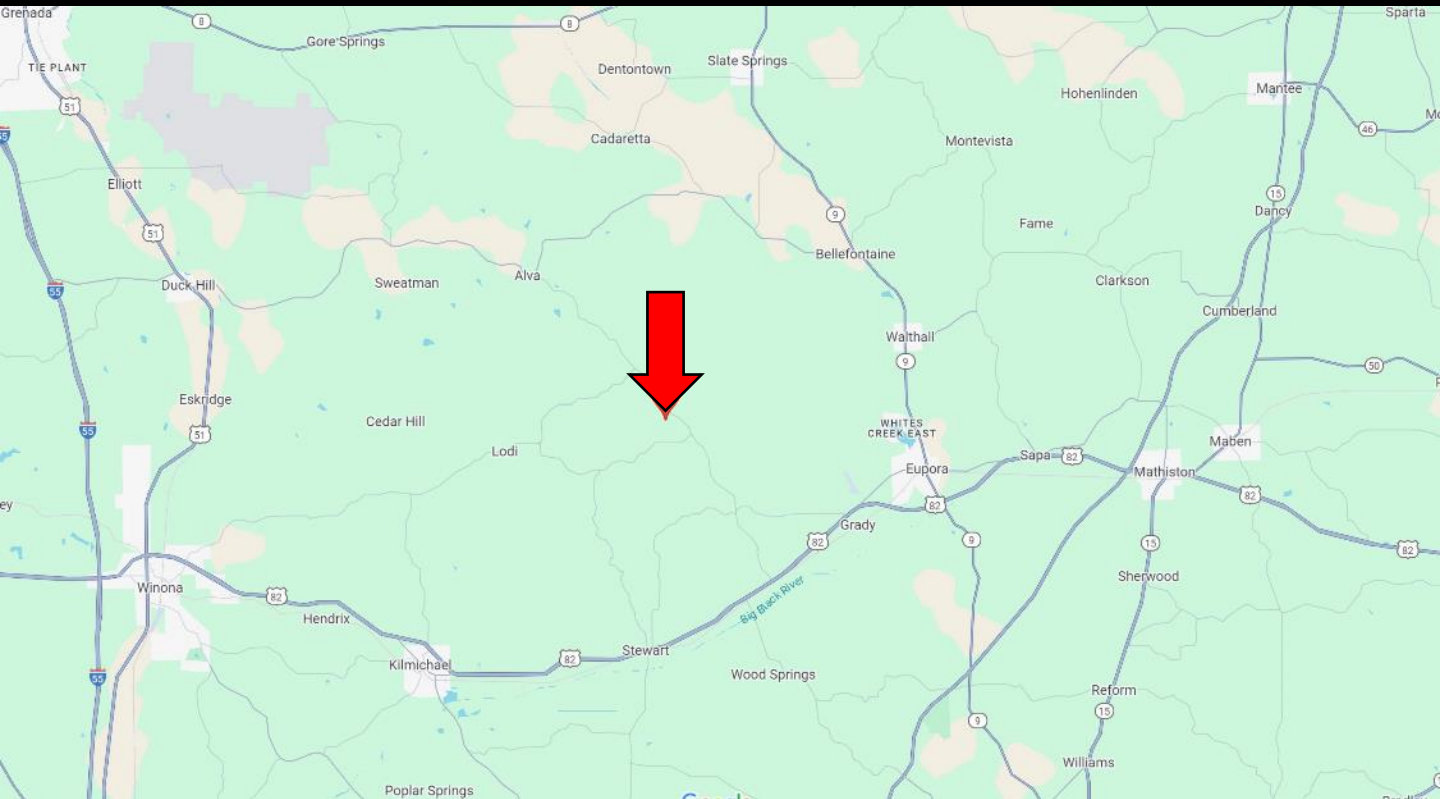 Grenada
8
8
Sparta
Gore Springs
Slate Springs
TIE PLANT
Dentontown
Mantee
Hohenlinden
51
55
46
Cadaretta
Montevista
Elliott
15
Dancy
9
Fame
51
Bellefontaine
Alva
Sweatman
Duck Hill
Clarkson
55
Cumberland
Walthall
9
50
Eskridge
Cedar Hill
WHITES
CREEK EAST
55
51
Maben
Lodi
Sapa
82
Eupora
Mathiston
82
82
Grady
82
9
15
82
Sherwood
Winona
82
Big Black River
Hendrix
Stewart
82
Kilmichael
Wood Springs
55
Reform
15
9
Williams
Poplar Springs